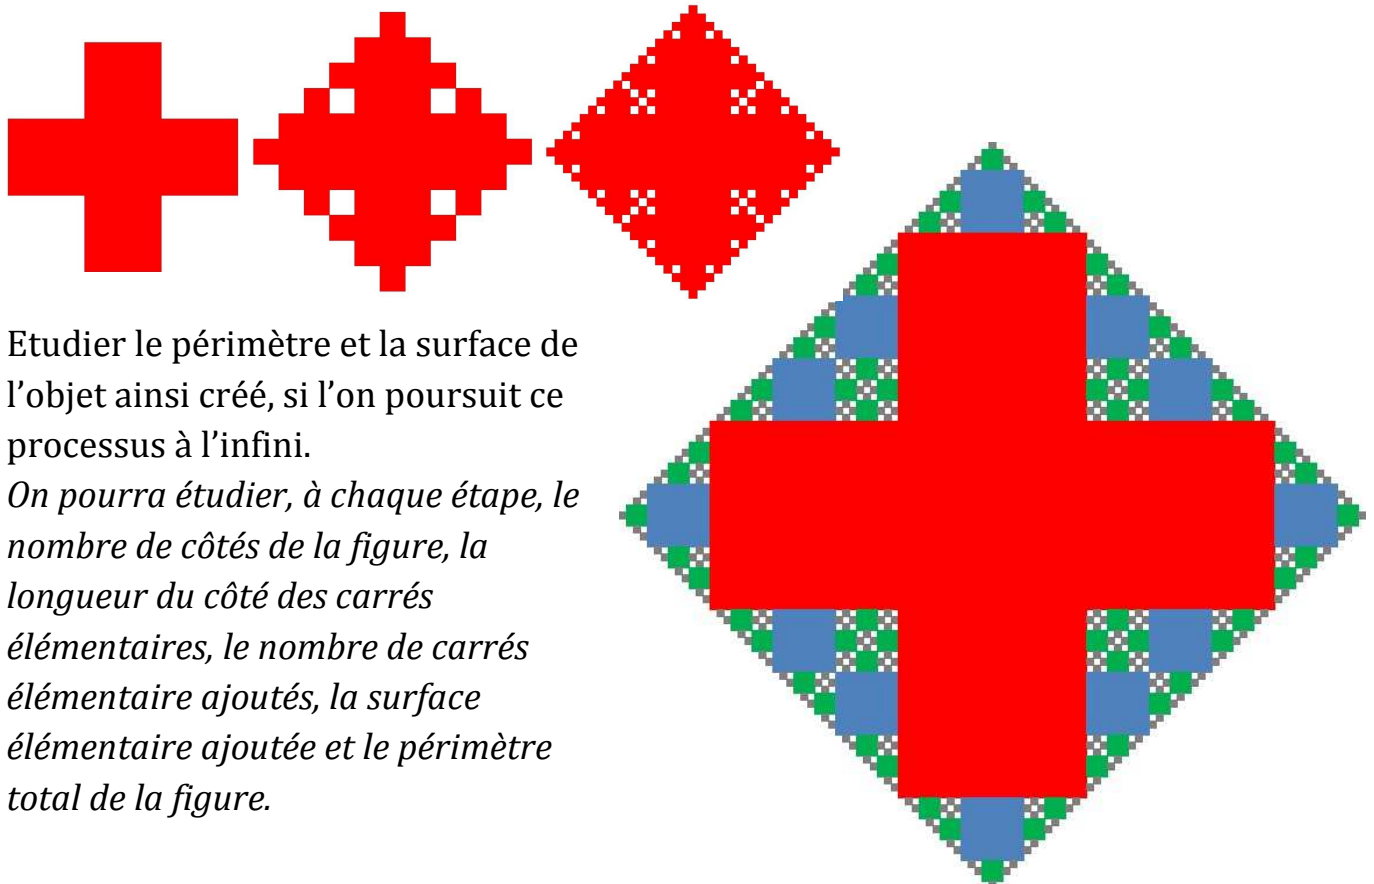 Etudier le périmètre et la surface de
l’objet ainsi créé, si l’on poursuit ce
processus à l’infini.
On pourra étudier, à chaque étape, le
nombre de côtés de la figure, la
longueur du côté des carrés
élémentaires, le nombre de carrés
élémentaire ajoutés, la surface
élémentaire ajoutée et le périmètre
total de la figure.